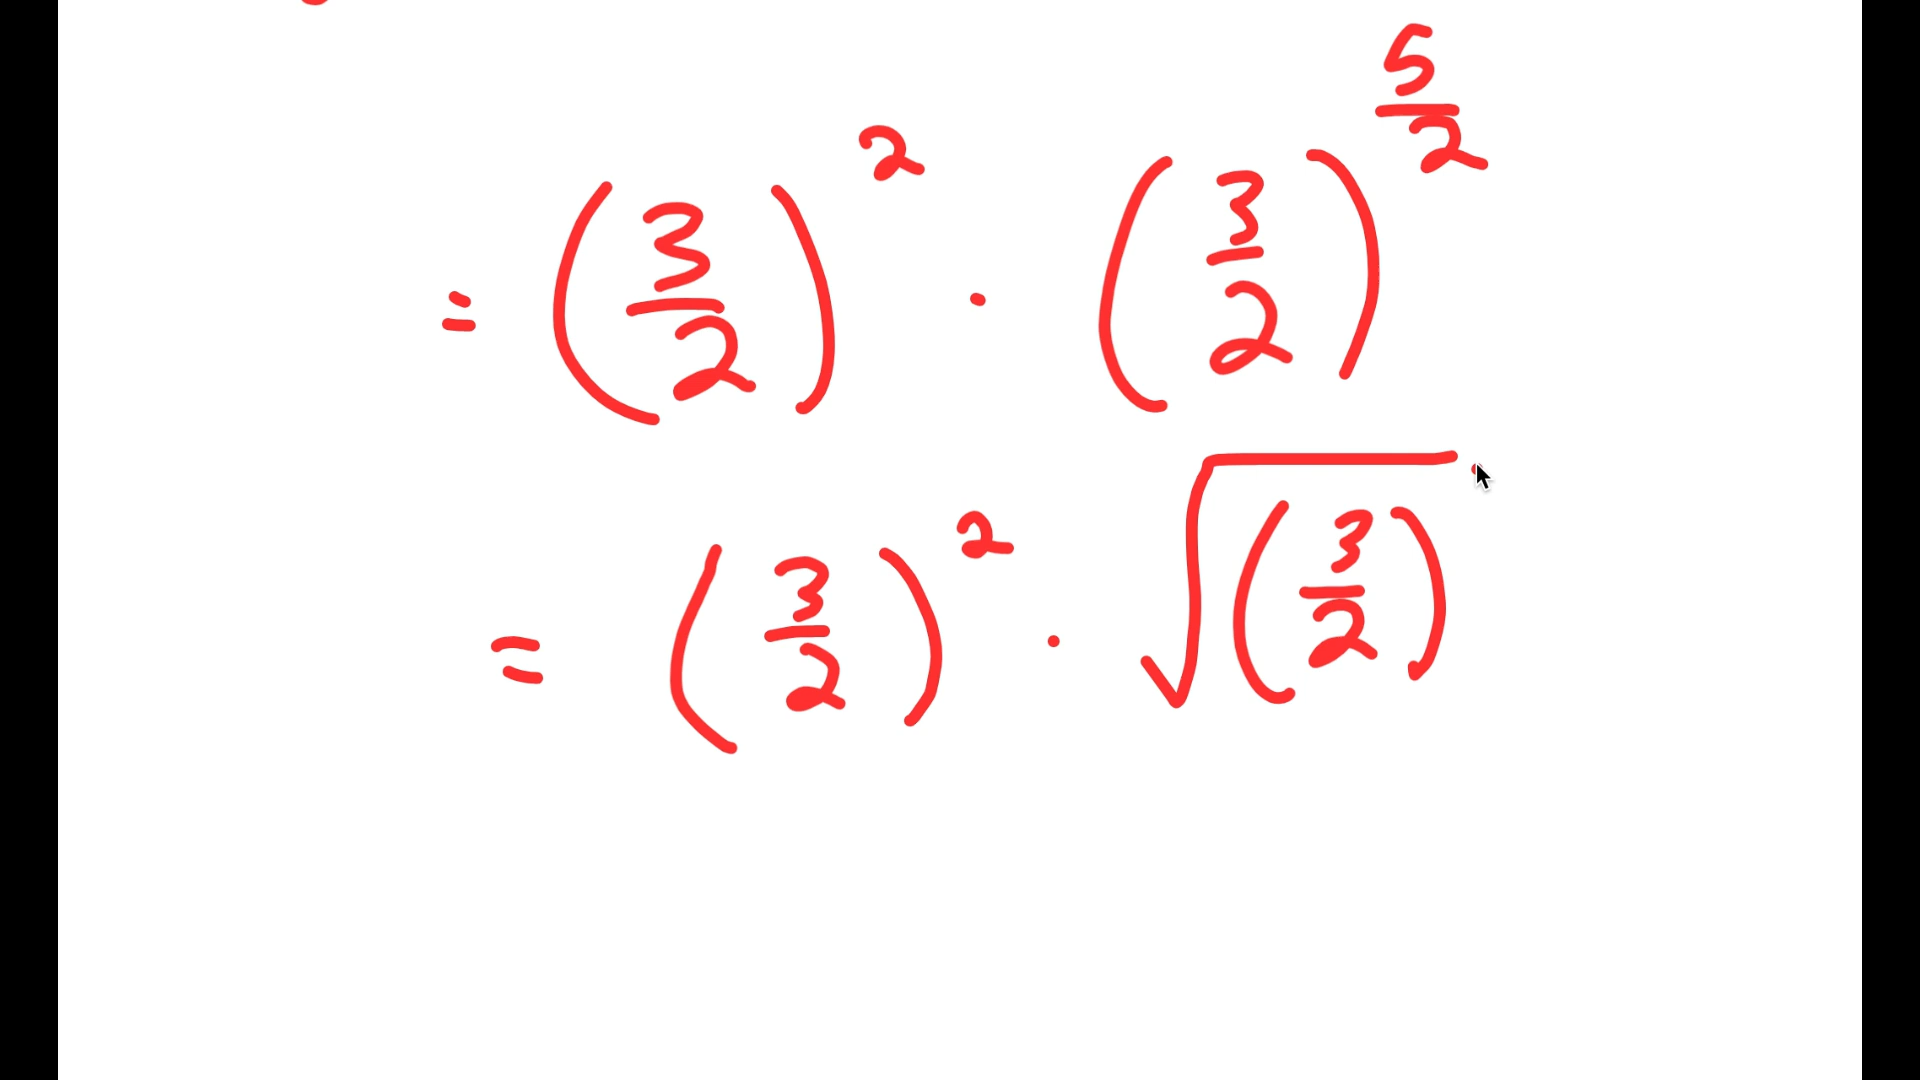 = (3/2)^2 · (3/2)^(5/2)
= (3/2)^2 · √(3/2)